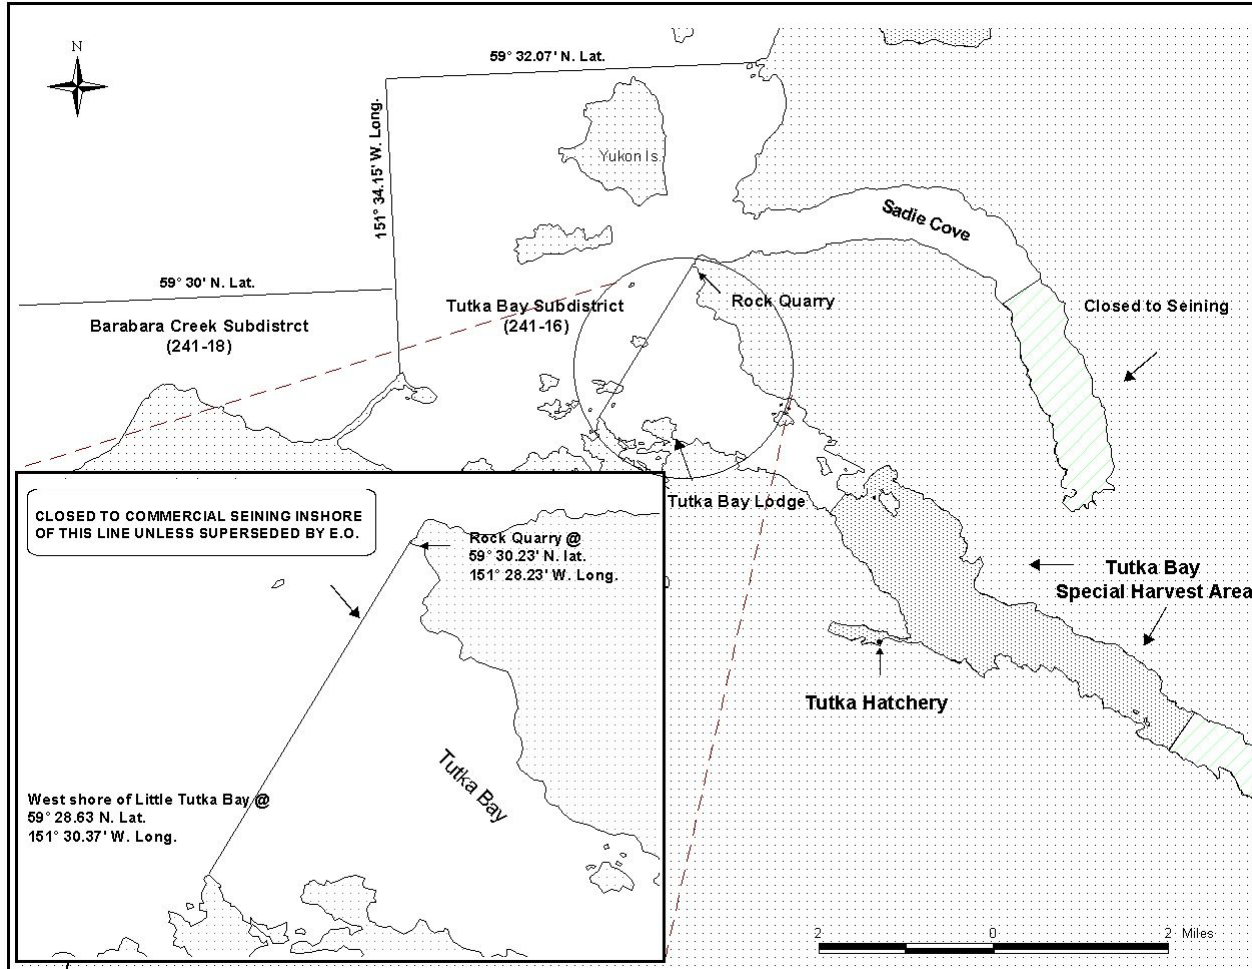 N
59° 32.07' N. Lat.
151° 34.15' W. Long.
Yukon Is.
Sadie Cove
59° 30' N. Lat.
Barabara Creek Subdistrct
(241-18)
Tutka Bay Subdistrict
(241-16)
Rock Quarry
Closed to Seining
Tutka Bay Lodge
Tutka Bay
Special Harvest Area
Tutka Hatchery
CLOSED TO COMMERCIAL SEINING INSHORE
OF THIS LINE UNLESS SUPERSEDED BY E.O.
Rock Quarry @
59° 30.23' N. lat.
151° 28.23' W. Long.
Tutka Bay
West shore of Little Tutka Bay @
59° 28.63 N. Lat.
151° 30.37' W. Long.
2 0 2 Miles